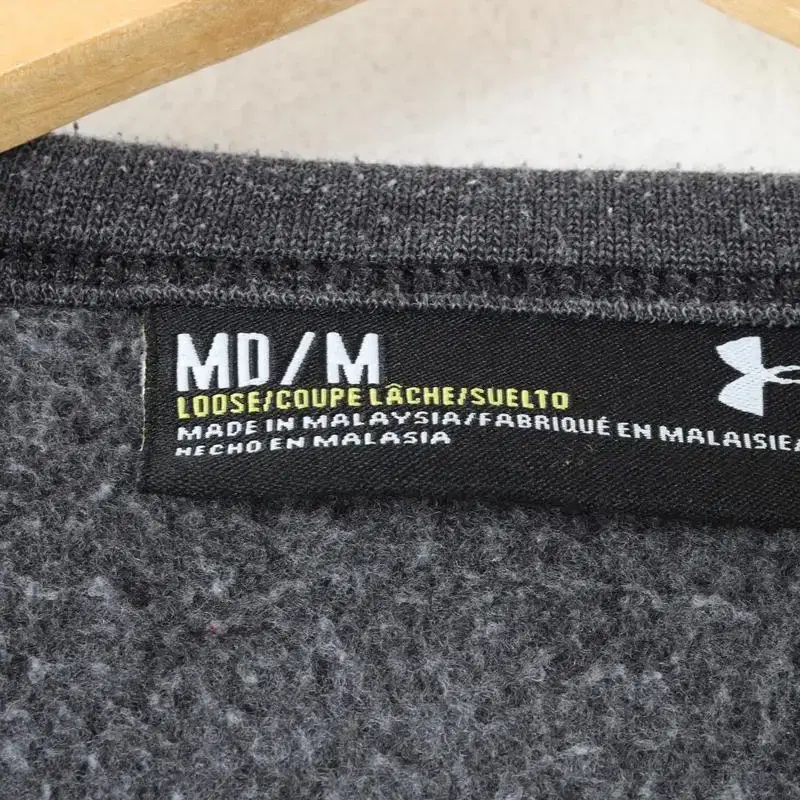 MD/M
LOOSE/COUPE LÂCHE/SUELTO
MADE IN MALAYSIA/FABRIQUÉ EN MALAISIE/
HECHO EN MALASIA